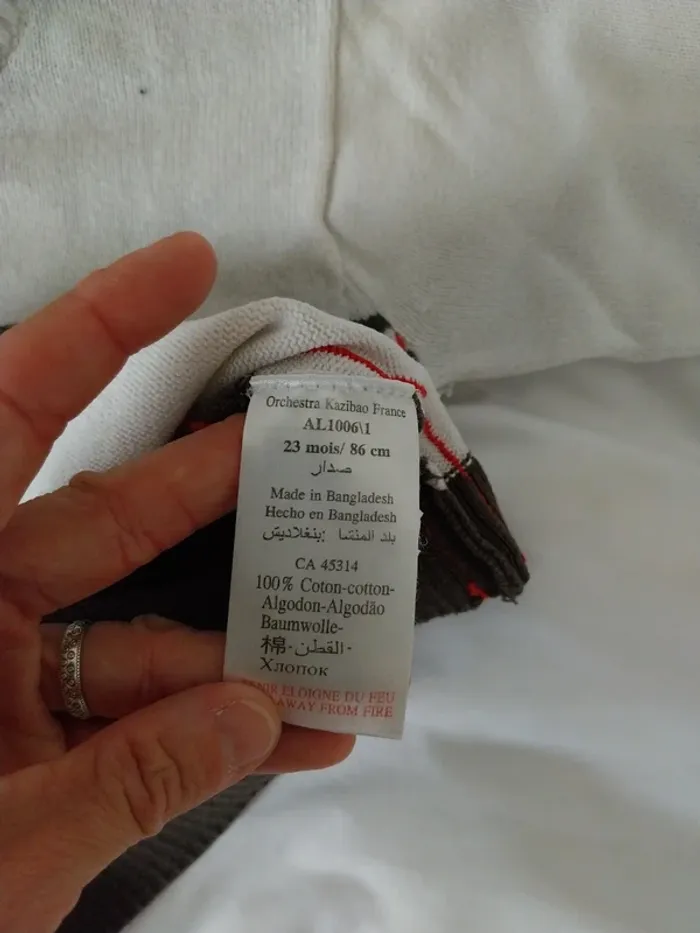 Orchestra Kazibao France
AL1006\1
23 mois/ 86 cm
صدار
Made in Bangladesh
Hecho en Bangladesh
بلد المنشا :بنغلاديش
CA 45314
100% Coton-cotton-
Algodon-Algodão
Baumwolle-
棉-القطن-
Хлопок
ELOIGNE DU FEU
AWAY FROM FIRE